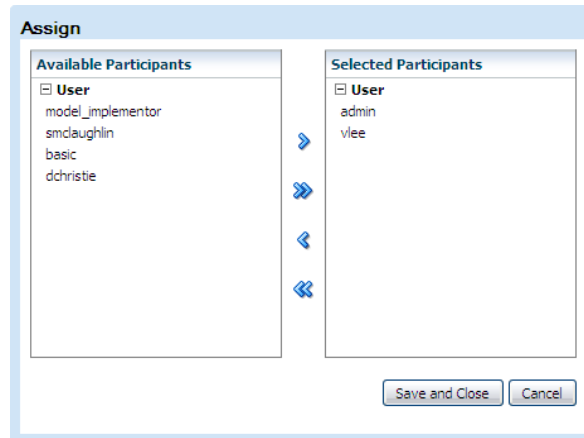 Assign
Available Participants
User
model_implementor
smclaughlin
basic
dchristie
Selected Participants
User
admin
vlee
Save and Close
Cancel